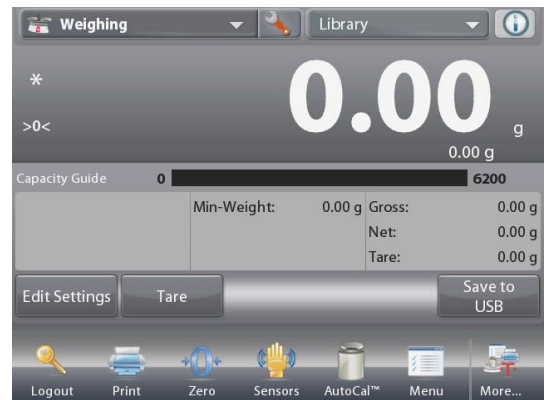 Weighing Library
*
0.00 g
>0<
0.00 g
Capacity Guide 0 6200
Min-Weight: 0.00 g Gross: 0.00 g
Net: 0.00 g
Tare: 0.00 g
Edit Settings Tare Save to
USB
Logout Print Zero Sensors AutoCal™ Menu More...